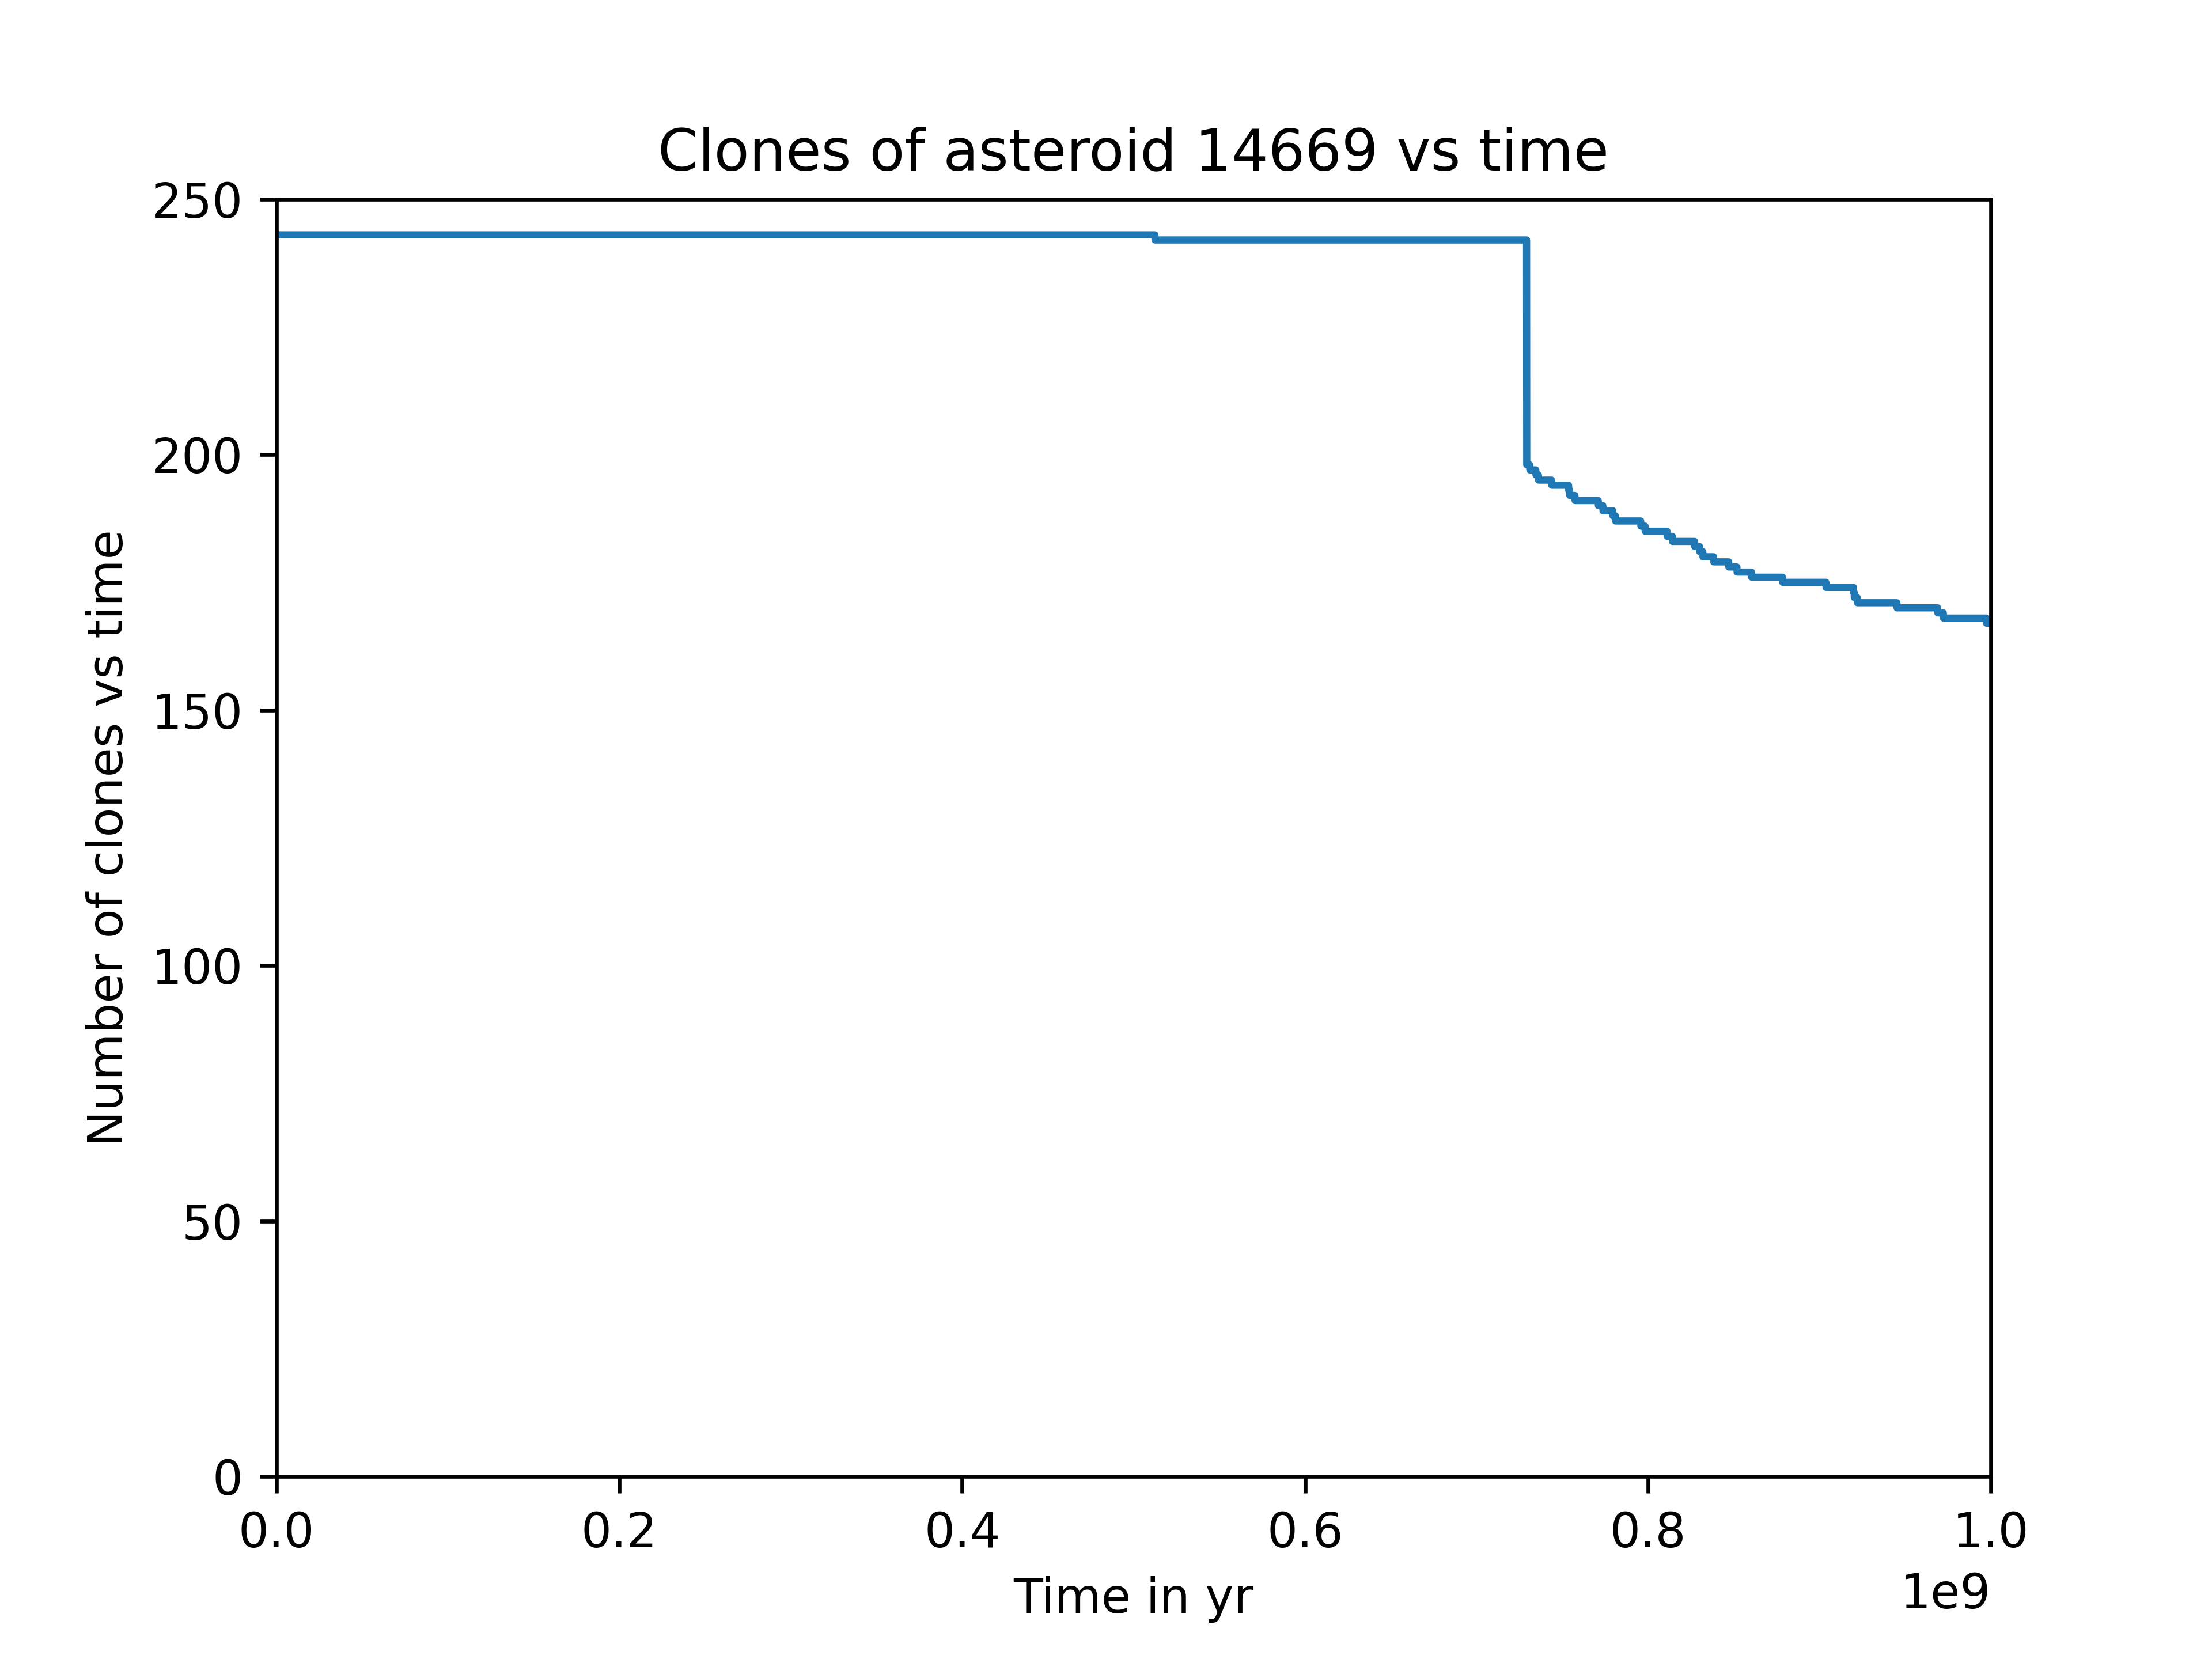 Clones of asteroid 14669 vs time
Number of clones vs time
250
200
150
100
50
0
0.0 0.2 0.4 0.6 0.8 1.0
Time in yr
1e9